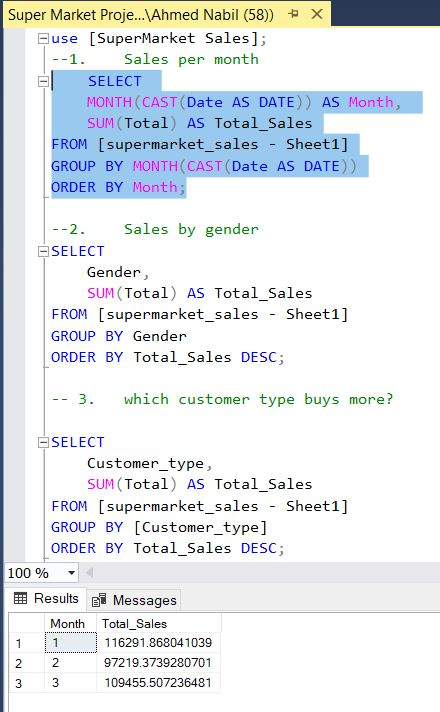 Super Market Proje...\Ahmed Nabil (58))
use [SuperMarket Sales];
--1. Sales per month
SELECT
MONTH(CAST(Date AS DATE)) AS Month,
SUM(Total) AS Total_Sales
FROM [supermarket_sales - Sheet1]
GROUP BY MONTH(CAST(Date AS DATE))
ORDER BY Month;
--2. Sales by gender
SELECT
Gender,
SUM(Total) AS Total_Sales
FROM [supermarket_sales - Sheet1]
GROUP BY Gender
ORDER BY Total_Sales DESC;
-- 3. which customer type buys more?
SELECT
Customer_type,
SUM(Total) AS Total_Sales
FROM [supermarket_sales - Sheet1]
GROUP BY [Customer_type]
ORDER BY Total_Sales DESC;
100 %
Results Messages
Month Total_Sales
1 1 116291.868041039
2 2 97219.3739280701
3 3 109455.507236481